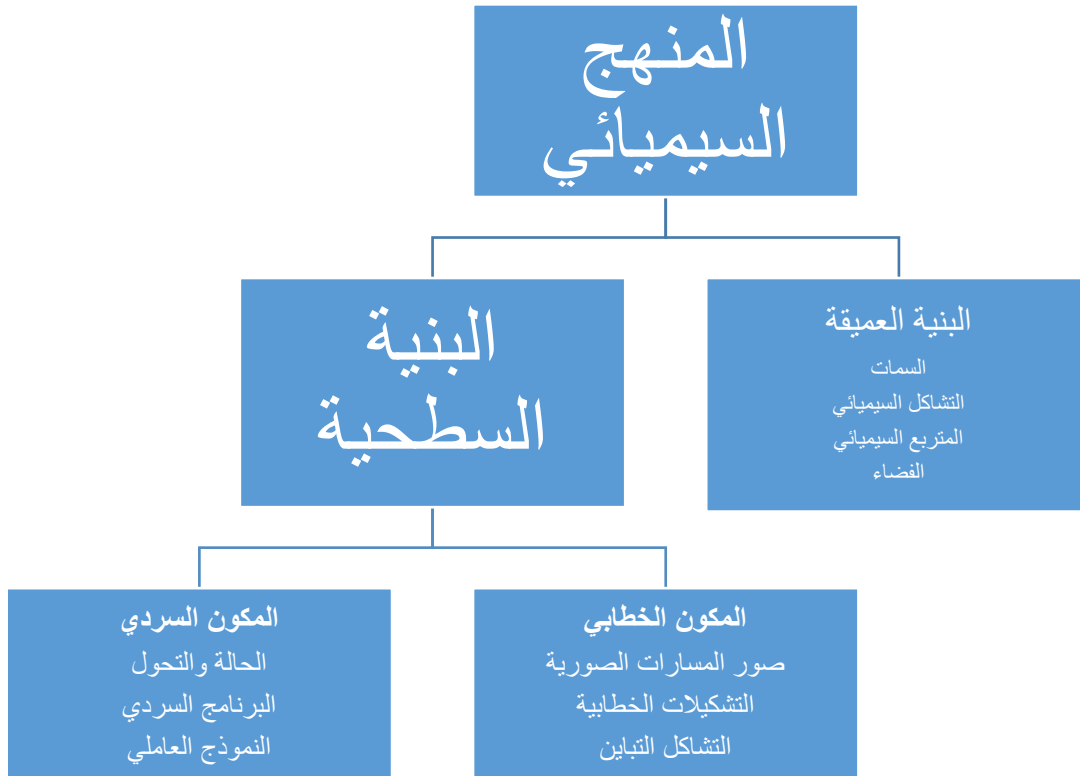 المنهج
السيميائي
البنية العميقة
السمات
التشاكل السيميائي
المتربع السيميائي
الفضاء
البنية
السطحية
المكون الخطابي
صور المسارات الصورية
التشكيلات الخطابية
التشاكل التباين
المكون السردي
الحالة والتحول
البرنامج السردي
النموذج العاملي